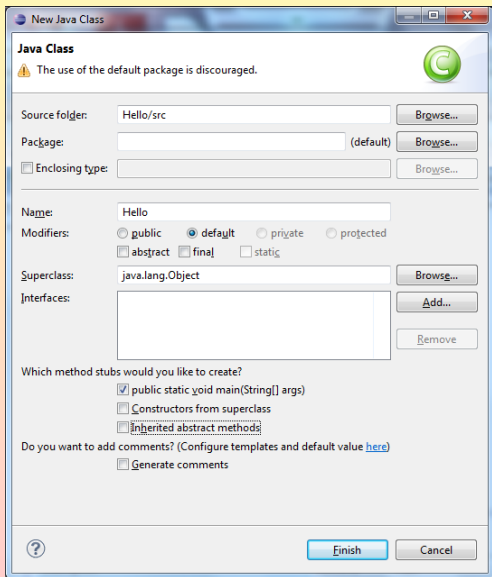 New Java Class
Java Class
The use of the default package is discouraged.
Source folder: Hello/src Browse...
Package: (default) Browse...
Enclosing type: Browse...
Name: Hello
Modifiers: public default private protected
abstract final static
Superclass: java.lang.Object Browse...
Interfaces: Add...
Remove
Which method stubs would you like to create?
public static void main(String[] args)
Constructors from superclass
Inherited abstract methods
Do you want to add comments? (Configure templates and default value here)
Generate comments
? Finish Cancel